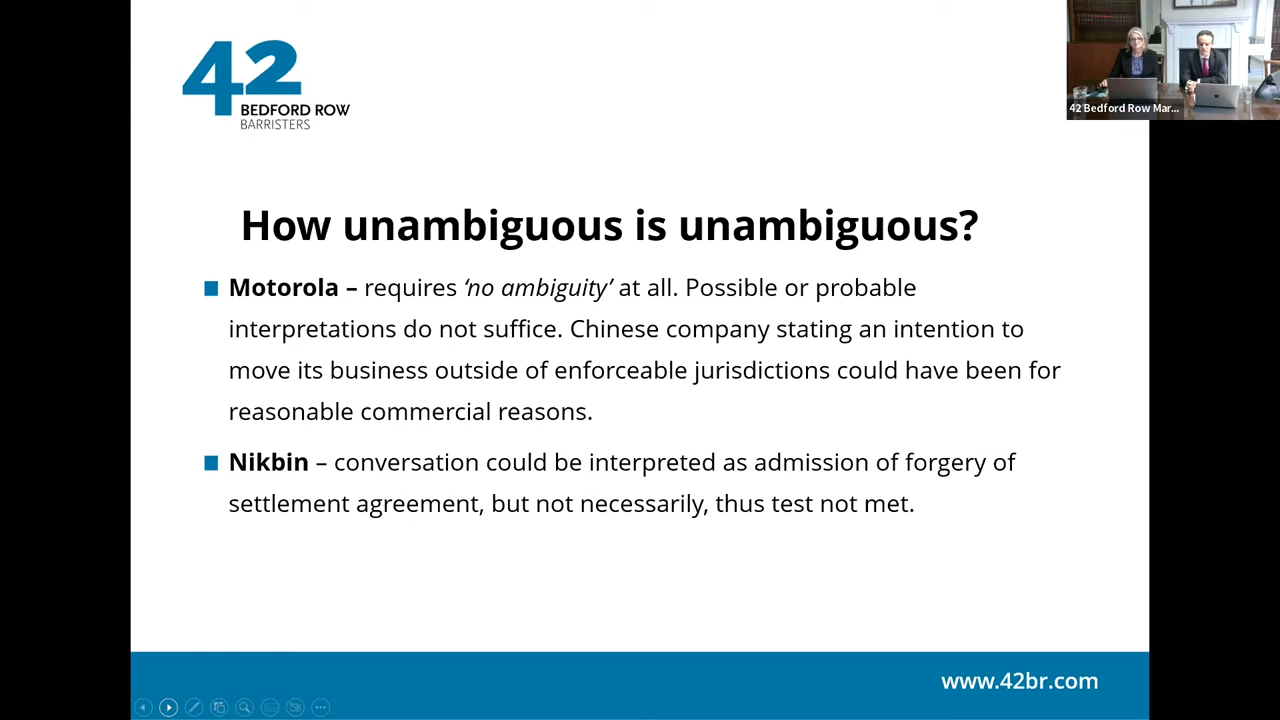 42
BEDFORD ROW
BARRISTERS
42 Bedford Row Mar...
How unambiguous is unambiguous?
Motorola – requires ‘no ambiguity’ at all. Possible or probable
interpretations do not suffice. Chinese company stating an intention to
move its business outside of enforceable jurisdictions could have been for
reasonable commercial reasons.
Nikbin – conversation could be interpreted as admission of forgery of
settlement agreement, but not necessarily, thus test not met.
www.42br.com